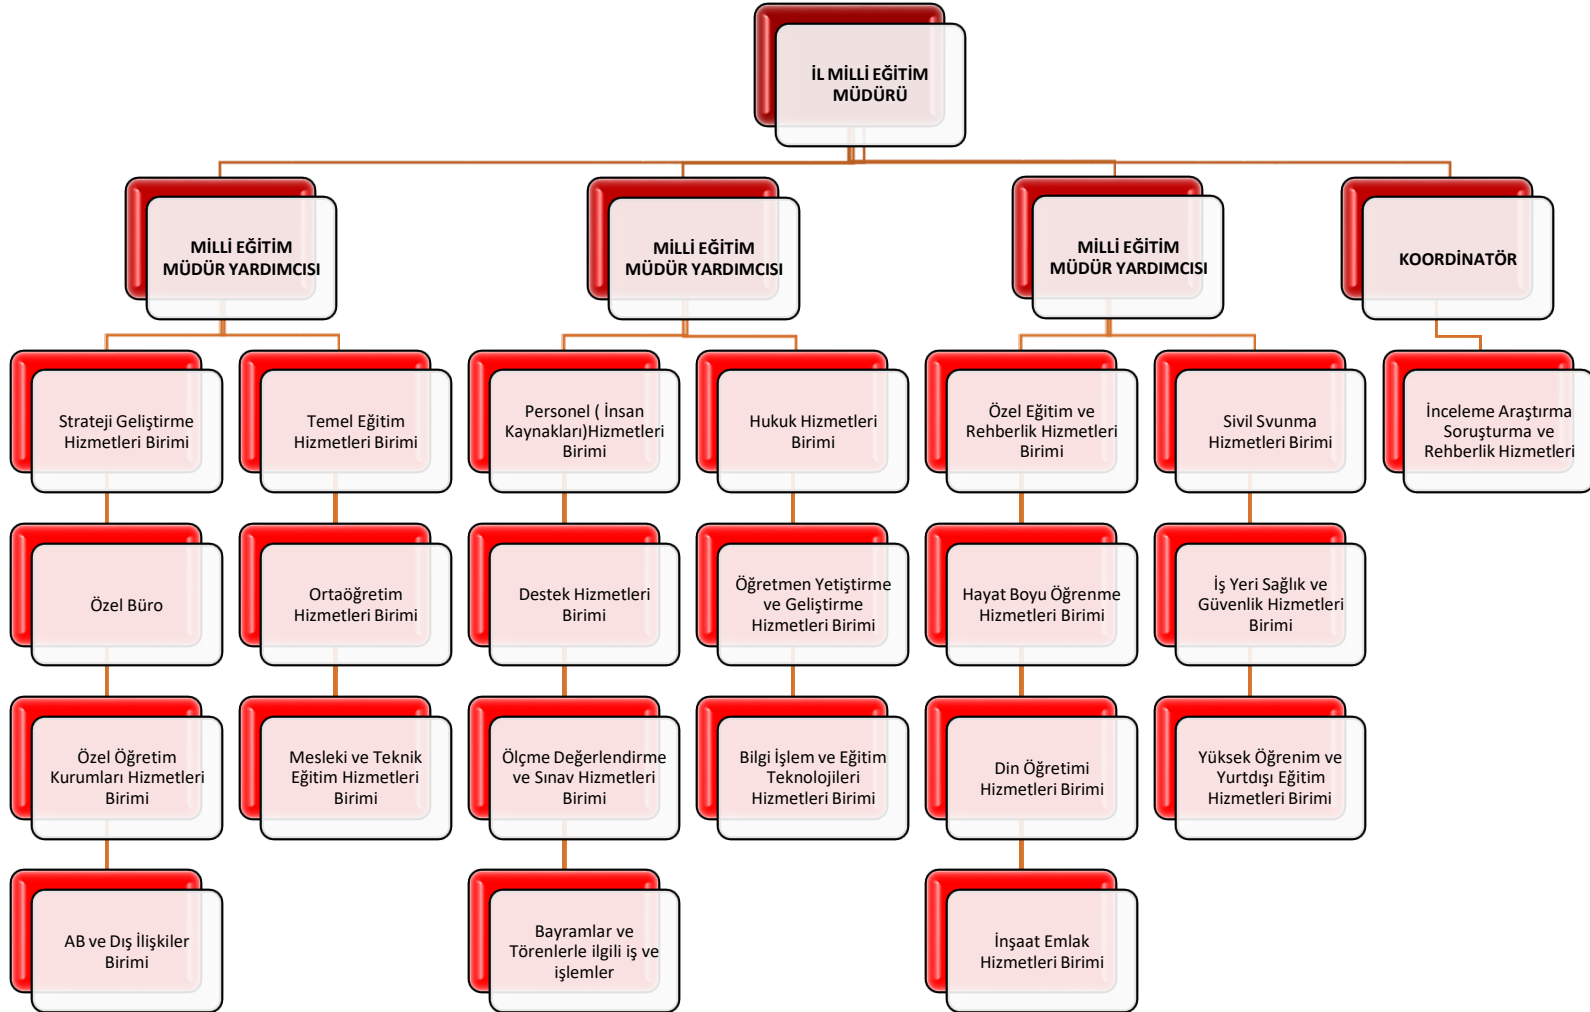 İL MİLLİ EĞİTİM
MÜDÜRÜ
MİLLİ EĞİTİM
MÜDÜR YARDIMCISI
MİLLİ EĞİTİM
MÜDÜR YARDIMCISI
MİLLİ EĞİTİM
MÜDÜR YARDIMCISI
KOORDİNATÖR
Strateji Geliştirme
Hizmetleri Birimi
Temel Eğitim
Hizmetleri Birimi
Personel ( İnsan
Kaynakları)Hizmetleri
Birimi
Hukuk Hizmetleri
Birimi
Özel Eğitim ve
Rehberlik Hizmetleri
Birimi
Sivil Svunma
Hizmetleri Birimi
İnceleme Araştırma
Soruşturma ve
Rehberlik Hizmetleri
Özel Büro
Ortaöğretim
Hizmetleri Birimi
Destek Hizmetleri
Birimi
Öğretmen Yetiştirme
ve Geliştirme
Hizmetleri Birimi
Hayat Boyu Öğrenme
Hizmetleri Birimi
İş Yeri Sağlık ve
Güvenlik Hizmetleri
Birimi
Özel Öğretim
Kurumları Hizmetleri
Birimi
Mesleki ve Teknik
Eğitim Hizmetleri
Birimi
Ölçme Değerlendirme
ve Sınav Hizmetleri
Birimi
Bilgi İşlem ve Eğitim
Teknolojileri
Hizmetleri Birimi
Din Öğretimi
Hizmetleri Birimi
Yüksek Öğrenim ve
Yurtdışı Eğitim
Hizmetleri Birimi
AB ve Dış İlişkiler
Birimi
Bayramlar ve
Törenlerle ilgili iş ve
işlemler
İnşaat Emlak
Hizmetleri Birimi